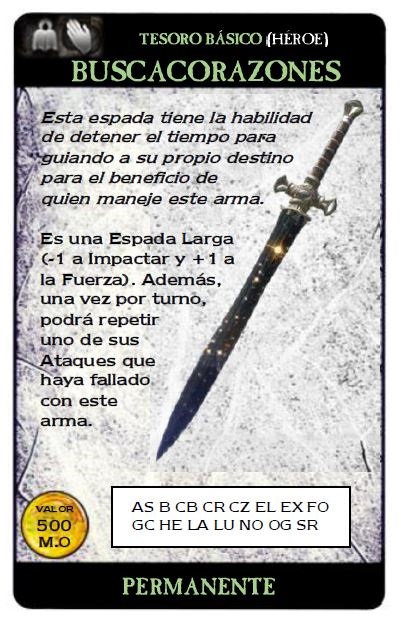 TESORO BÁSICO (HÉROE)
BUSCACORAZONES
Esta espada tiene la habilidad
de detener el tiempo para
guiando a su propio destino
para el beneficio de
quien maneje este arma.
Es una Espada Larga
(-1 a Impactar y +1 a
la Fuerza). Además,
una vez por turno,
podrá repetir
uno de sus
Ataques que
haya fallado
con este
arma.
VALOR
500
M.O
AS B CB CR CZ EL EX FO
GC HE LA LU NO OG SR
PERMANENTE